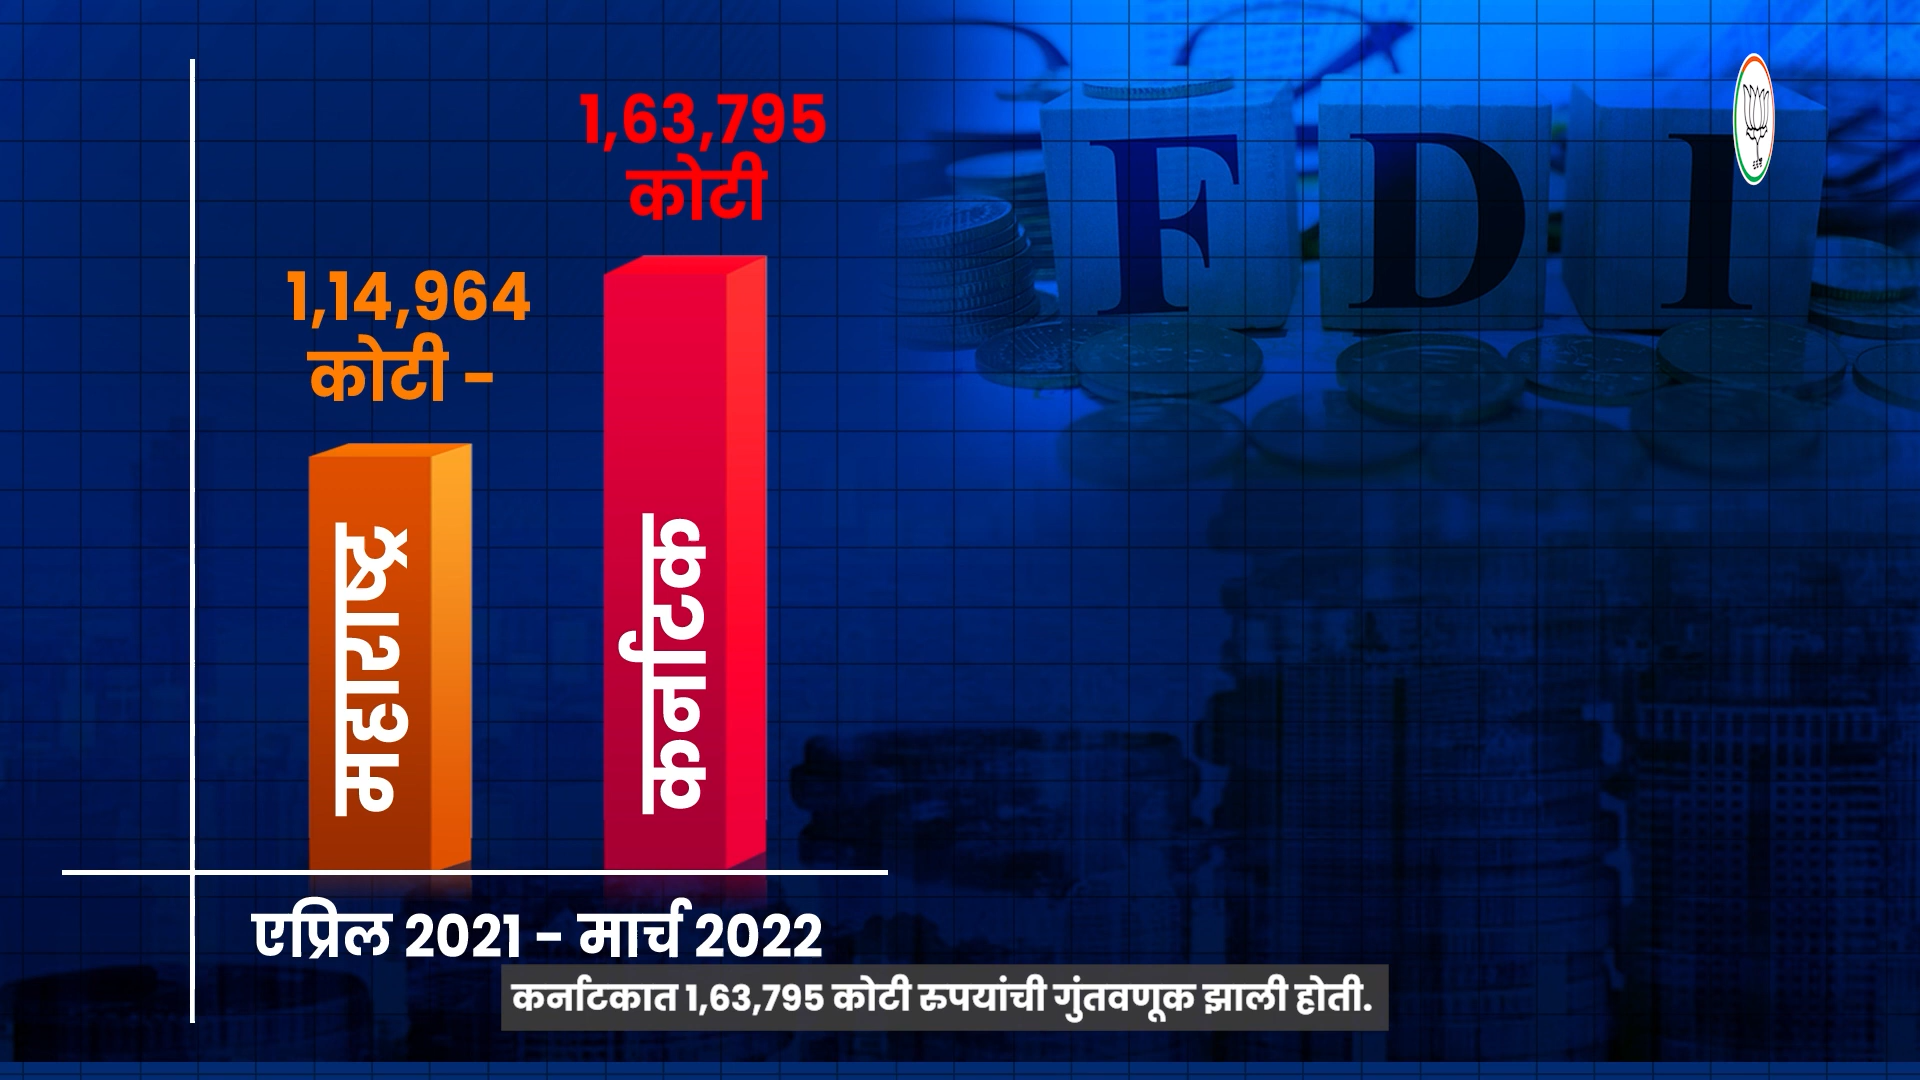 1,63,795
कोटी
1,14,964
कोटी -
महाराष्ट्र
कर्नाटक
F D I
एप्रिल 2021 - मार्च 2022
कर्नाटकात 1,63,795 कोटी रुपयांची गुंतवणूक झाली होती.